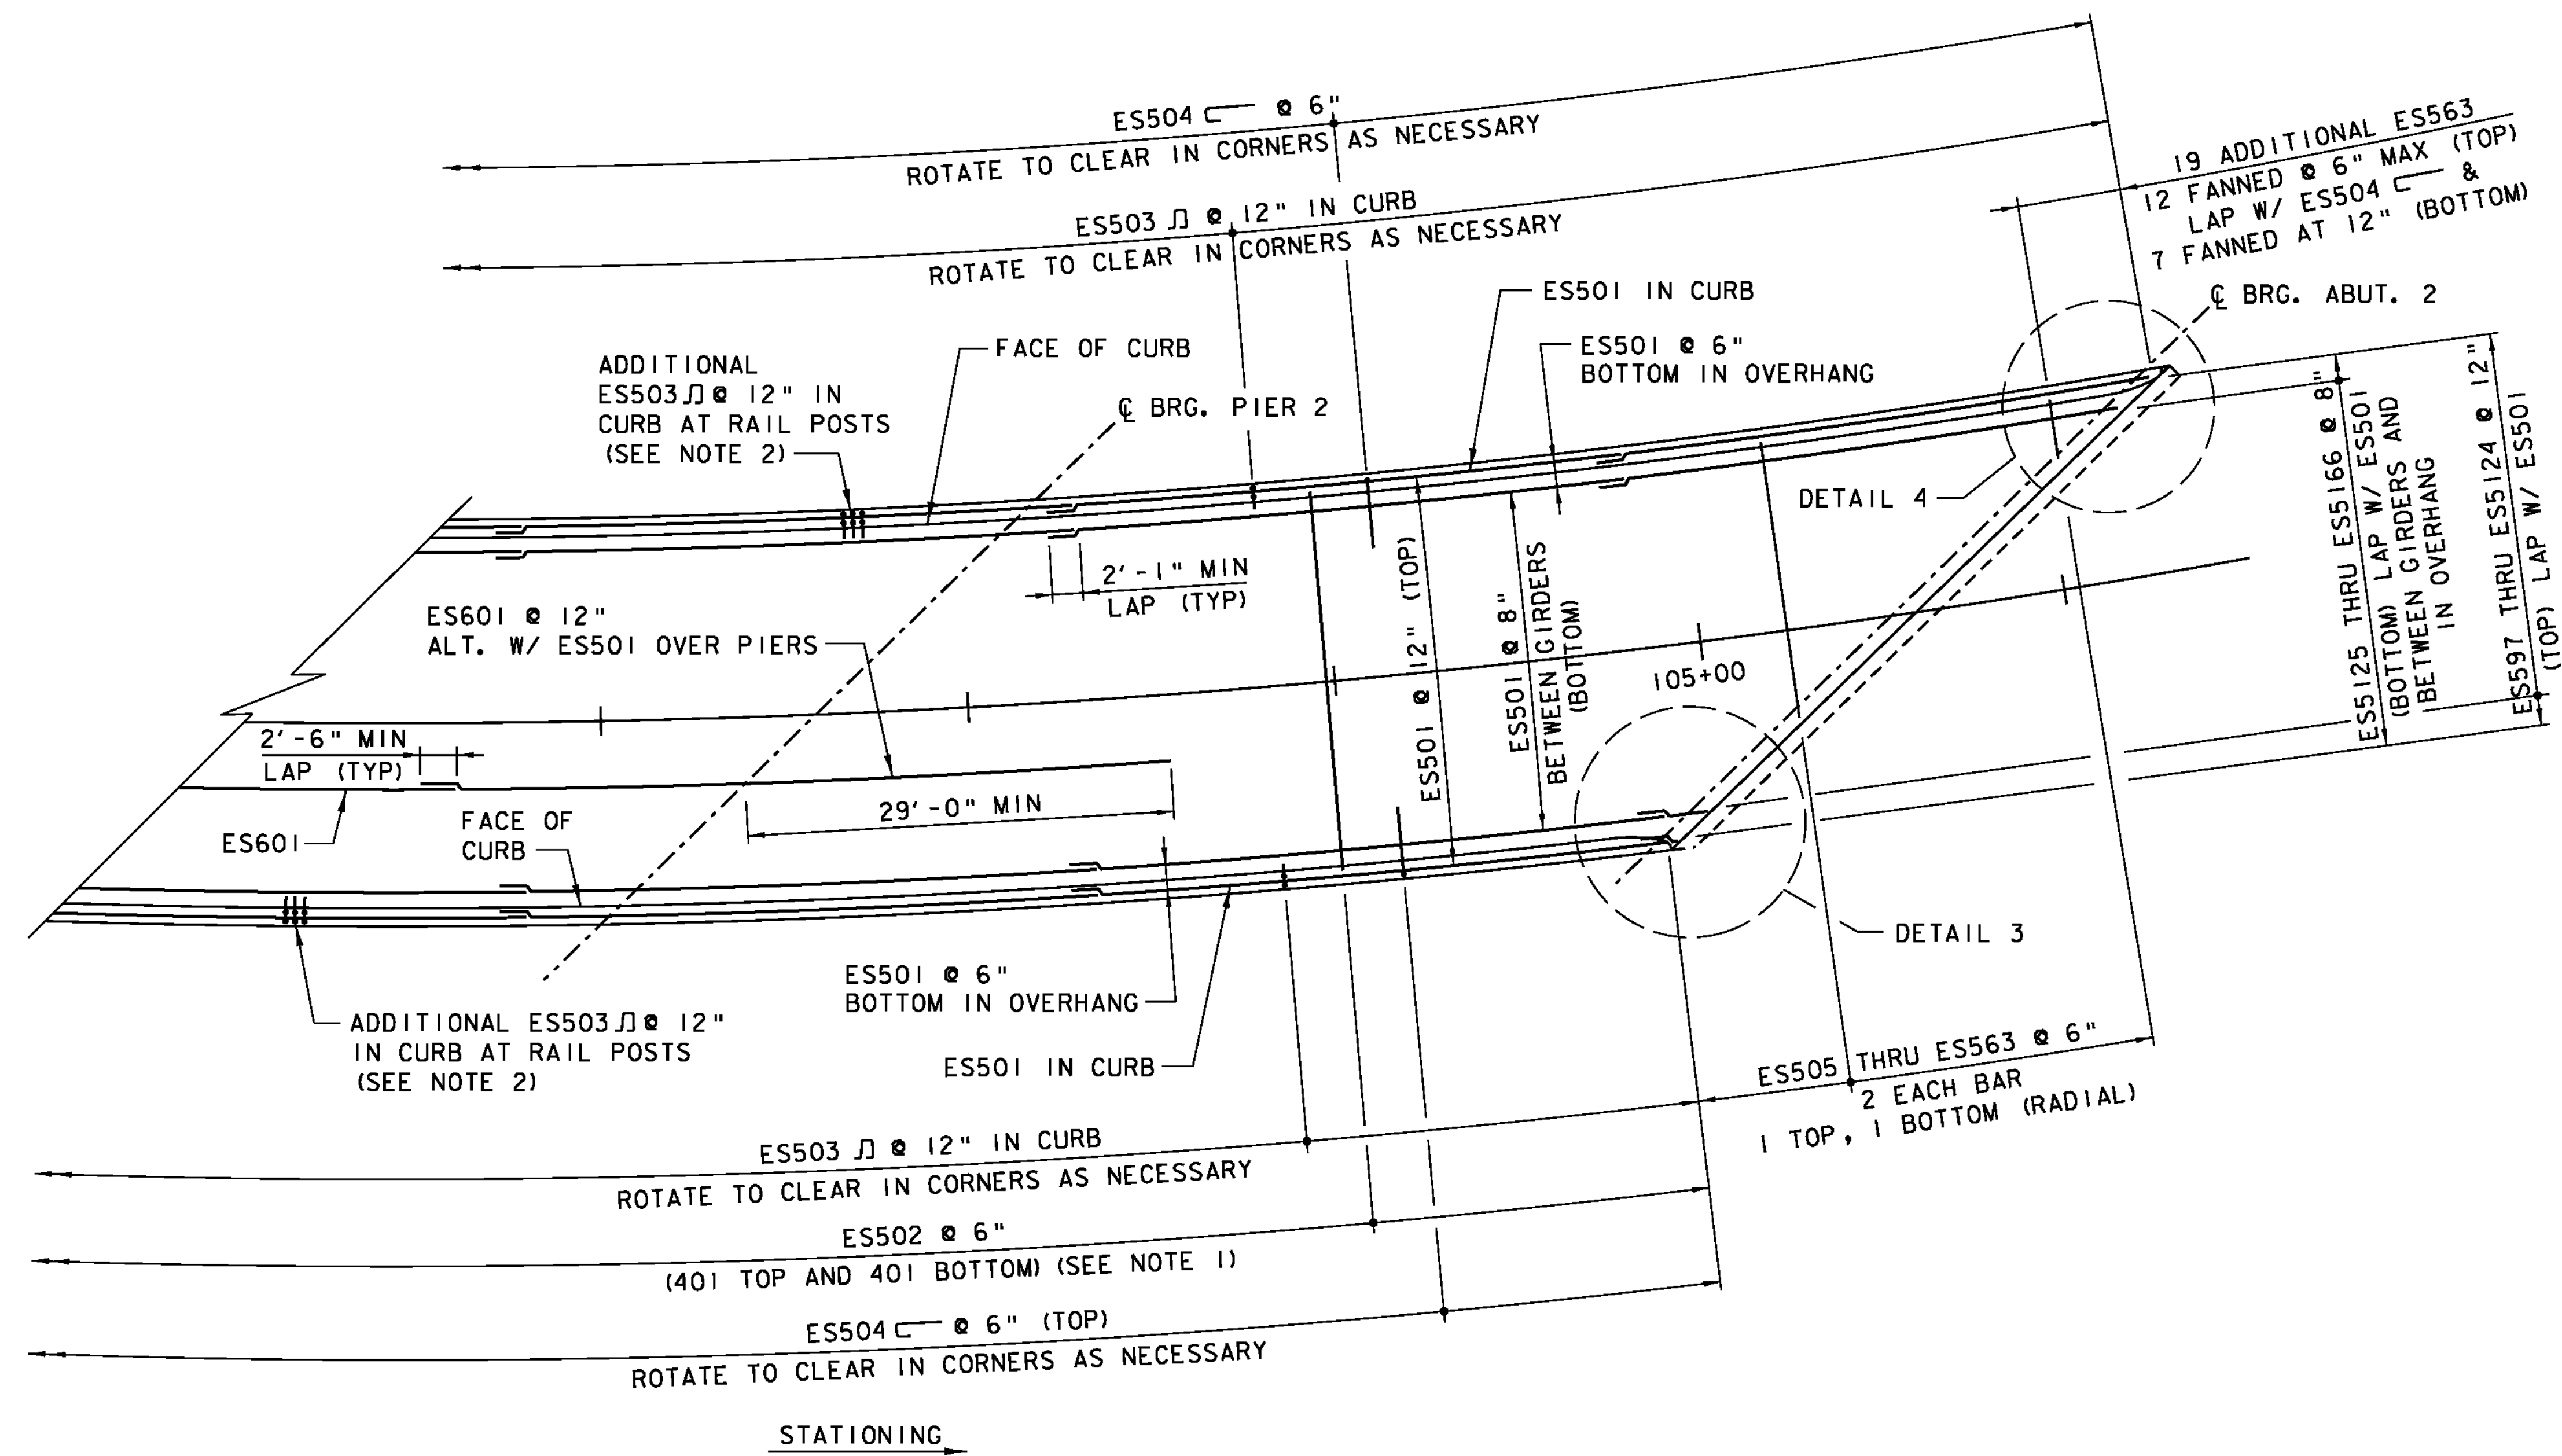 ES504 @ 6"
ROTATE TO CLEAR IN CORNERS AS NECESSARY
ES503 @ 12" IN CURB
ROTATE TO CLEAR IN CORNERS AS NECESSARY
19 ADDITIONAL ES563
12 FANNED @ 6" MAX (TOP)
LAP W/ ES504 &
7 FANNED AT 12" (BOTTOM)
ES501 IN CURB
℄ BRG. ABUT. 2
FACE OF CURB
ES501 @ 6"
BOTTOM IN OVERHANG
ADDITIONAL
ES503 @ 12" IN
CURB AT RAIL POSTS
(SEE NOTE 2)
℄ BRG. PIER 2
DETAIL 4
ES5125 THRU ES5166 @ 8"
(BOTTOM) LAP W/ ES501
BETWEEN GIRDERS AND
IN OVERHANG
ES597 THRU ES5124 @ 12"
(TOP) LAP W/ ES501
2'-1" MIN
LAP (TYP)
ES601 @ 12"
ALT. W/ ES501 OVER PIERS
ES501 @ 12" (TOP)
ES501 @ 8"
BETWEEN GIRDERS
(BOTTOM)
105+00
2'-6" MIN
LAP (TYP)
29'-0" MIN
ES601
FACE OF
CURB
DETAIL 3
ES501 @ 6"
BOTTOM IN OVERHANG
ADDITIONAL ES503 @ 12"
IN CURB AT RAIL POSTS
(SEE NOTE 2)
ES501 IN CURB
ES505 THRU ES563 @ 6"
2 EACH BAR
1 TOP, 1 BOTTOM (RADIAL)
ES503 @ 12" IN CURB
ROTATE TO CLEAR IN CORNERS AS NECESSARY
ES502 @ 6"
(401 TOP AND 401 BOTTOM) (SEE NOTE 1)
ES504 @ 6" (TOP)
ROTATE TO CLEAR IN CORNERS AS NECESSARY
STATIONING